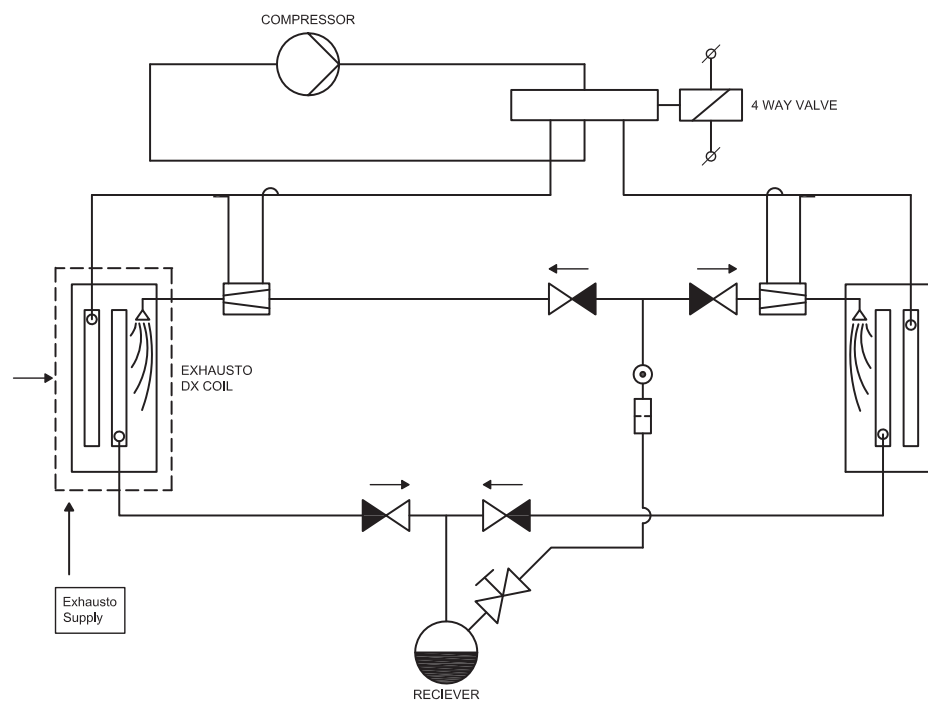 COMPRESSOR
4 WAY VALVE
EXHAUSTO
DX COIL
Exhausto
Supply
RECIEVER